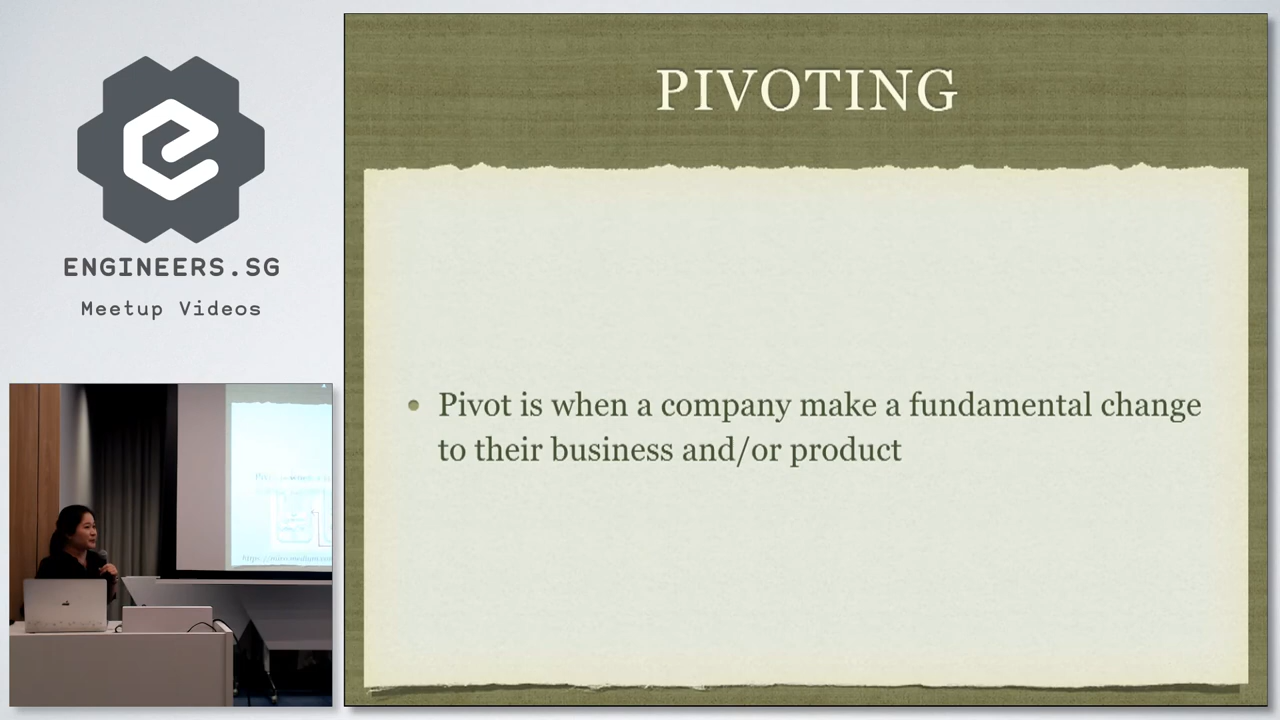 ENGINEERS.SG
Meetup Videos
PIVOTING
• Pivot is when a company make a fundamental change
to their business and/or product